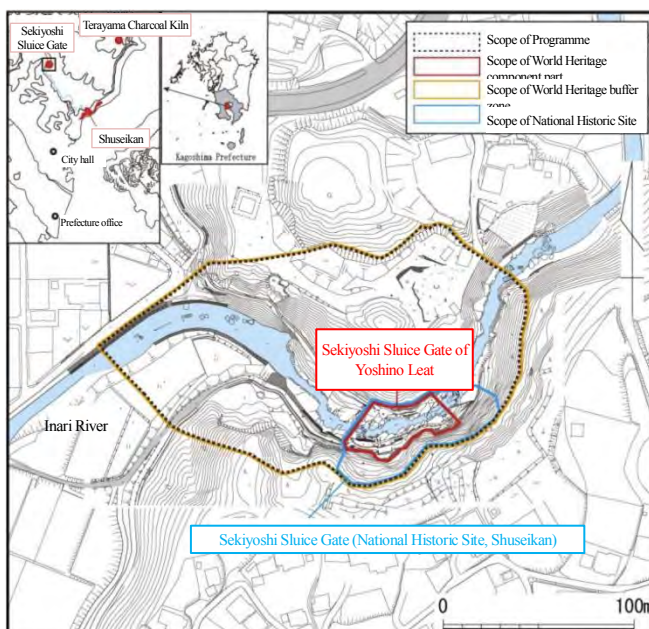 Terayama Charcoal Kiln
Sekiyoshi
Sluice Gate
Shuseikan
City hall
Prefecture office
Kagoshima Prefecture
Scope of Programme
Scope of World Heritage
component part
Scope of World Heritage buffer
zone
Scope of National Historic Site
Sekiyoshi Sluice Gate of
Yoshino Leat
Inari River
Sekiyoshi Sluice Gate (National Historic Site, Shuseikan)
0
100m